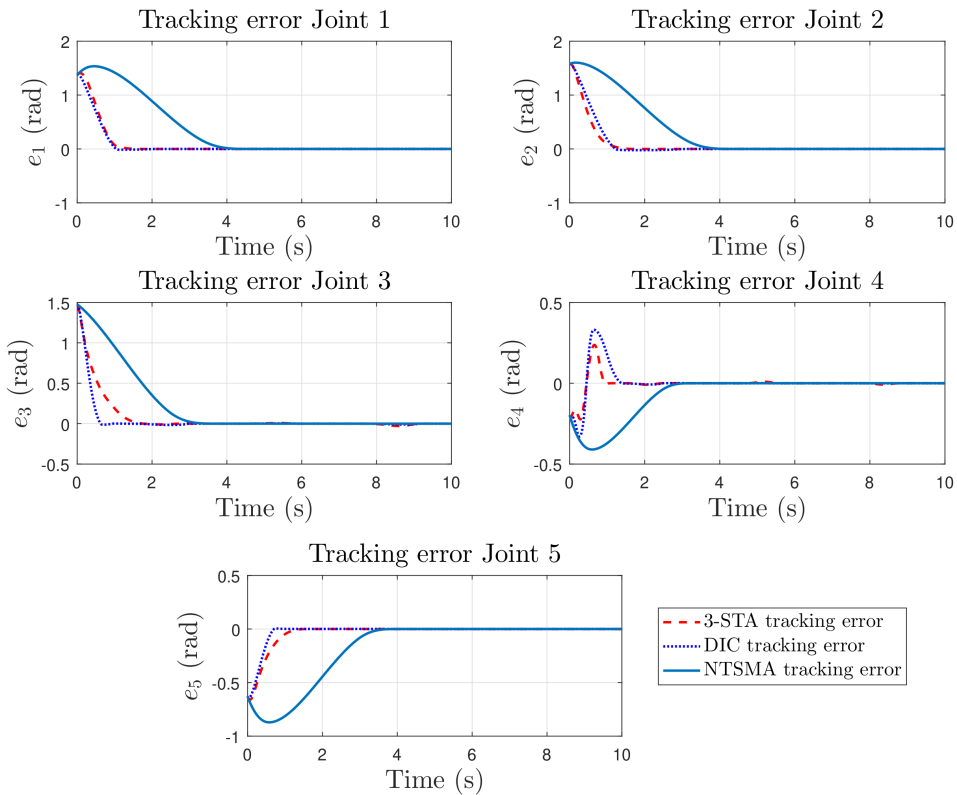 Tracking error Joint 1
2
1
0
-1
e1 (rad)
0 2 4 6 8 10
Time (s)
Tracking error Joint 2
2
1
0
-1
e2 (rad)
0 2 4 6 8 10
Time (s)
Tracking error Joint 3
1.5
1
0.5
0
-0.5
e3 (rad)
0 2 4 6 8 10
Time (s)
Tracking error Joint 4
0.5
0
-0.5
e4 (rad)
0 2 4 6 8 10
Time (s)
Tracking error Joint 5
0.5
0
-0.5
-1
e5 (rad)
0 2 4 6 8 10
Time (s)
3-STA tracking error
DIC tracking error
NTSMA tracking error